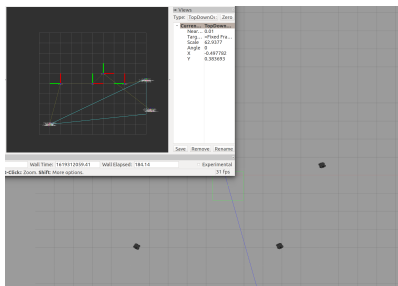 Views
Type: TopDownOr Zero
Curren... TopDown...
Near ... 0.01
Targ... <Fixed Fra...
Scale 62.9377
Angle 0
X -0.497782
Y 0.383693
Save Remove Rename
Wall Time: 1619312059.41 Wall Elapsed: 184.14 Experimental
t-Click: Zoom. Shift: More options. 31 fps